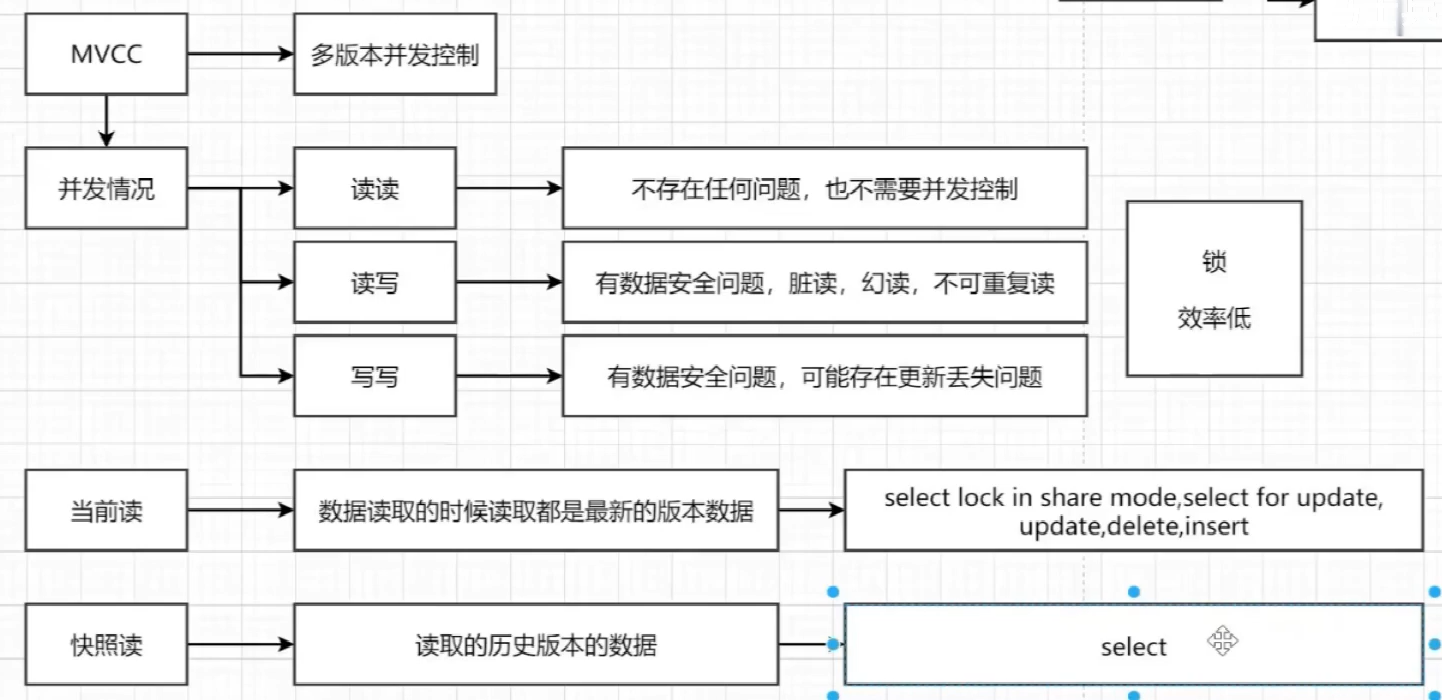 MVCC
多版本并发控制
并发情况
读读
不存在任何问题，也不需要并发控制
读写
有数据安全问题，脏读，幻读，不可重复读
写写
有数据安全问题，可能存在更新丢失问题
锁
效率低
当前读
数据读取的时候读取都是最新的版本数据
select lock in share mode,select for update,
update,delete,insert
快照读
读取的历史版本的数据
select